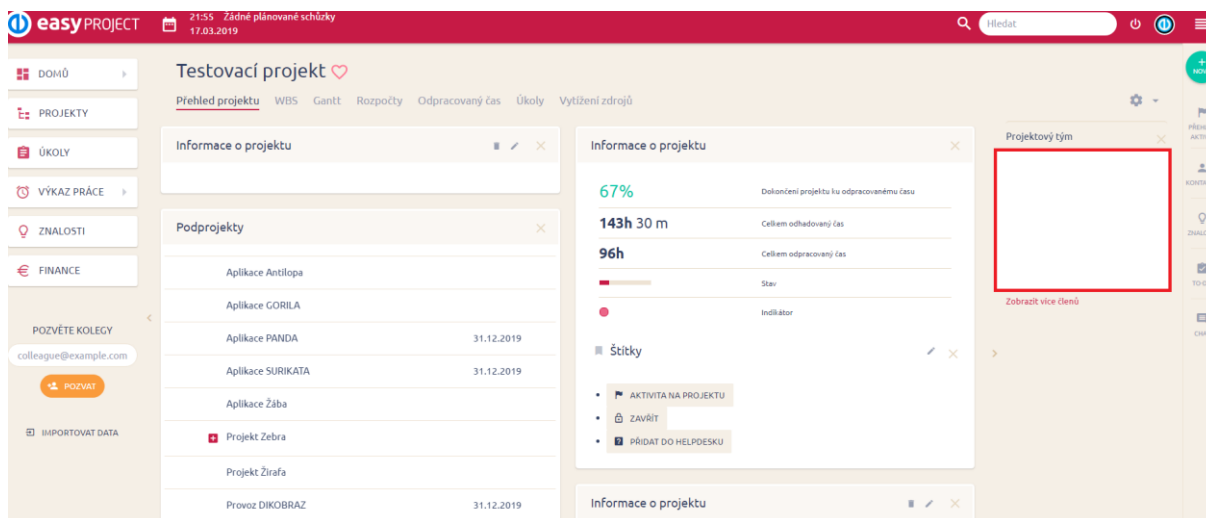 easy PROJECT
21:55 Žádné plánované schůzky
17.03.2019
Hledat
DOMŮ
PROJEKTY
ÚKOLY
VÝKAZ PRÁCE
ZNALOSTI
FINANCE
POZVĚTE KOLEGY
colleague@example.com
POZVAT
IMPORTOVAT DATA
Testovací projekt
Přehled projektu WBS Gantt Rozpočty Odpracovaný čas Úkoly Vytížení zdrojů
Informace o projektu
Podprojekty
Aplikace Antilopa
Aplikace GORILA
Aplikace PANDA 31.12.2019
Aplikace SURIKATA 31.12.2019
Aplikace Žába
Projekt Zebra
Projekt Žirafa
Provoz DIKOBRAZ 31.12.2019
Informace o projektu
67% Dokončení projektu ku odpracovanému času
143h 30 m Celkem odhadovaný čas
96h Celkem odpracovaný čas
Stav
Indikátor
Štítky
AKTIVITA NA PROJEKTU
ZAVŘÍT
PŘIDAT DO HELPDESKU
Informace o projektu
Projektový tým
Zobrazit více členů